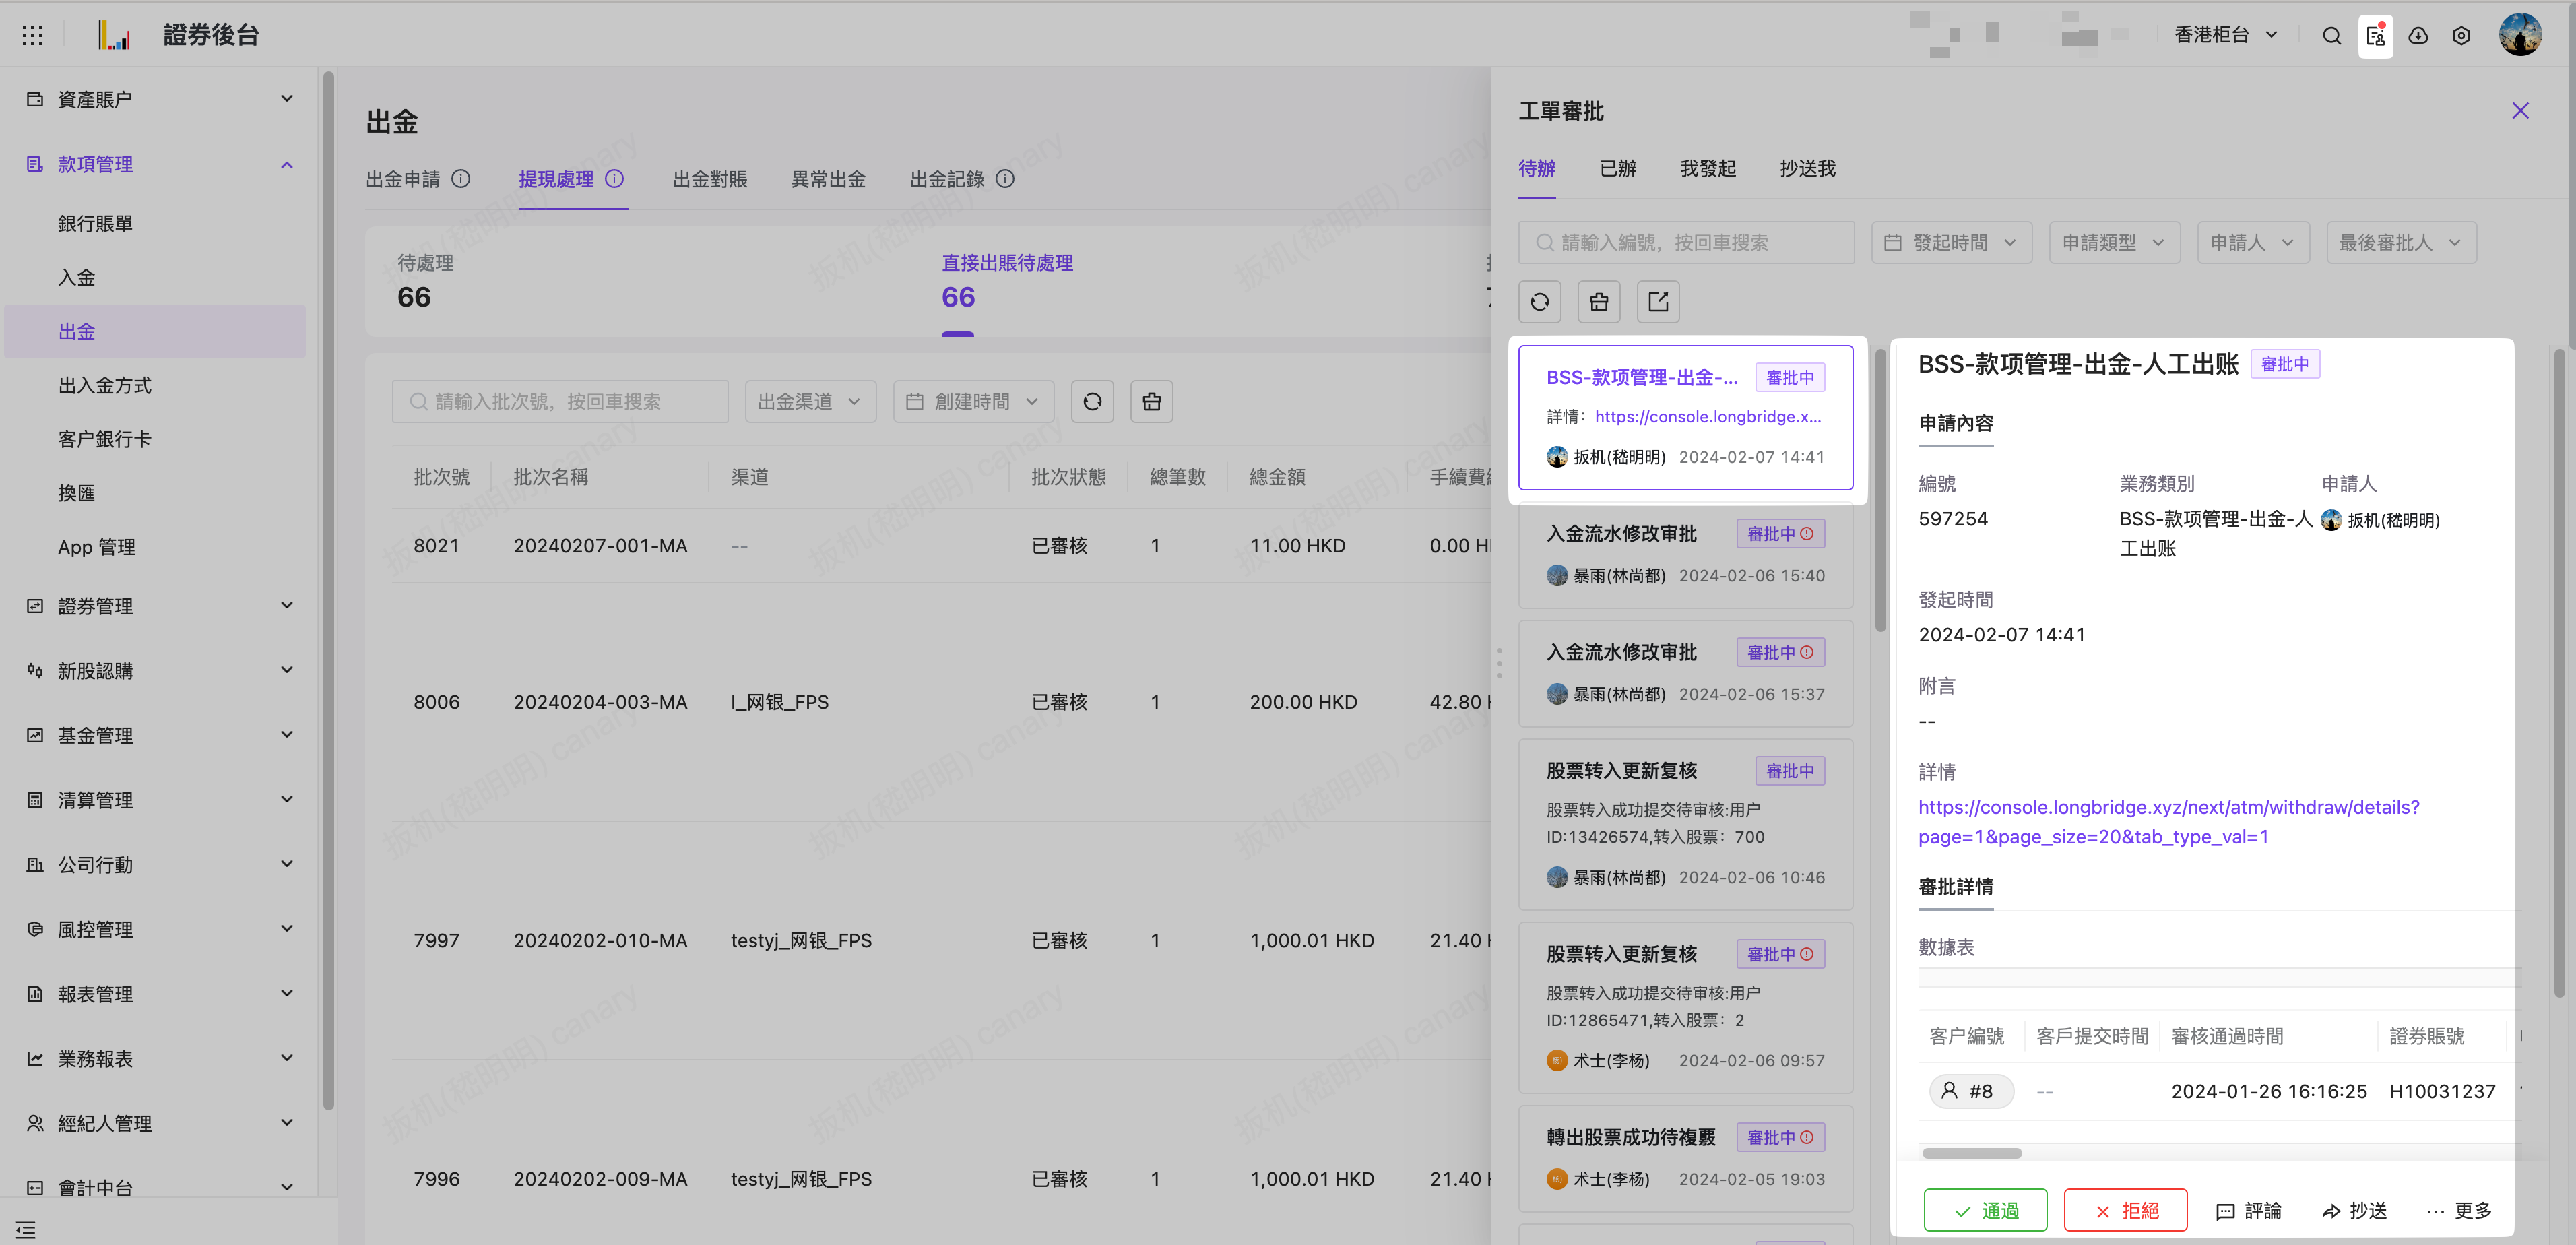 證券後台
香港柜台
資產賬户
款項管理
銀行賬單
入金
出金
出入金方式
客户銀行卡
換匯
App 管理
證券管理
新股認購
基金管理
清算管理
公司行動
風控管理
報表管理
業務報表
經紀人管理
會計中台
出金
出金申請 提現處理 出金對賬 異常出金 出金記錄
待處理 直接出賬待處理
66 66
請輸入批次號，按回車搜索 出金渠道 創建時間
批次號 批次名稱 渠道 批次狀態 總筆數 總金額 手續費
8021 20240207-001-MA -- 已審核 1 11.00 HKD 0.00 H
8006 20240204-003-MA l_网银_FPS 已審核 1 200.00 HKD 42.80
7997 20240202-010-MA testyj_网银_FPS 已審核 1 1,000.01 HKD 21.40
7996 20240202-009-MA testyj_网银_FPS 已審核 1 1,000.01 HKD 21.40
扳机(嵇明明) canary
工單審批
待辦 已辦 我發起 抄送我
請輸入編號，按回車搜索 發起時間 申請類型 申請人 最後審批人
BSS-款项管理-出金-... 審批中
詳情：https://console.longbridge.x...
扳机(嵇明明) 2024-02-07 14:41
入金流水修改审批 審批中
暴雨(林尚都) 2024-02-06 15:40
入金流水修改审批 審批中
暴雨(林尚都) 2024-02-06 15:37
股票转入更新复核 審批中
股票转入成功提交待审核:用户
ID:13426574,转入股票：700
暴雨(林尚都) 2024-02-06 10:46
股票转入更新复核 審批中
股票转入成功提交待审核:用户
ID:12865471,转入股票：2
术士(李杨) 2024-02-06 09:57
轉出股票成功待複覈 審批中
术士(李杨) 2024-02-05 19:03
BSS-款项管理-出金-人工出账 審批中
申請內容
編號 業務類別 申請人
597254 BSS-款项管理-出金-人 扳机(嵇明明)
工出账
發起時間
2024-02-07 14:41
附言
--
詳情
https://console.longbridge.xyz/next/atm/withdraw/details?
page=1&page_size=20&tab_type_val=1
審批詳情
數據表
客户編號 客戶提交時間 審核通過時間 證券賬號
#8 -- 2024-01-26 16:16:25 H10031237
通過 拒絕 評論 抄送 更多